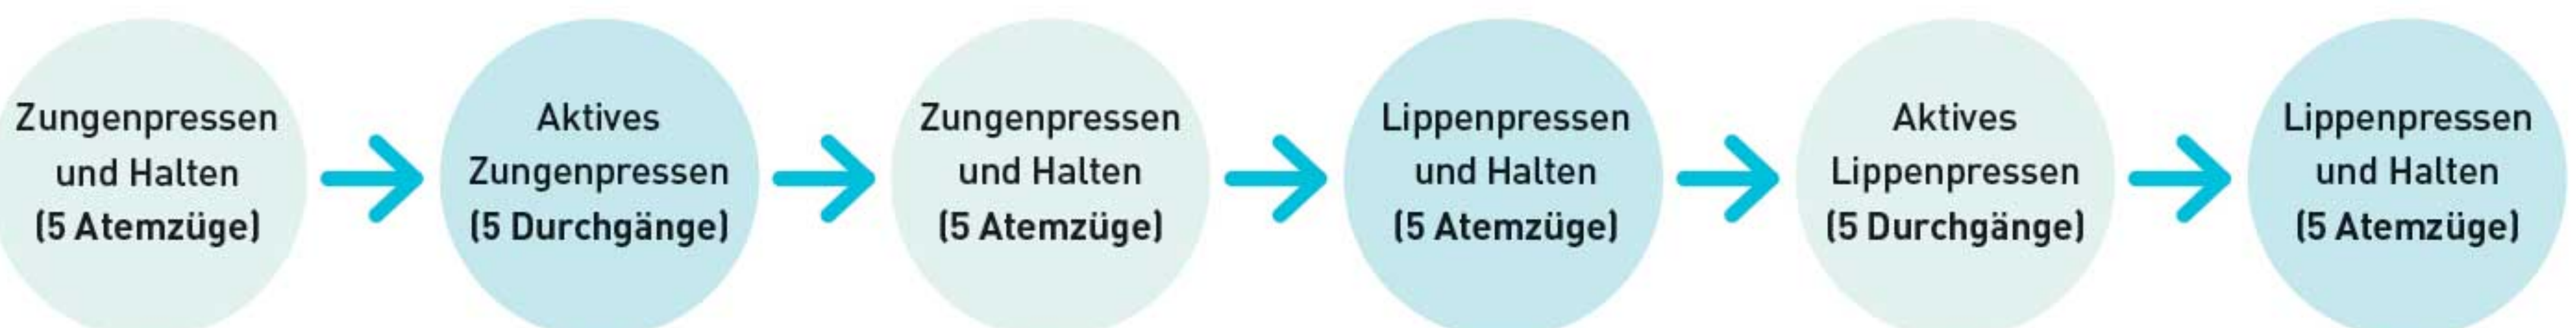 Zungenpressen
und Halten
(5 Atemzüge)
Aktives
Zungenpressen
(5 Durchgänge)
Zungenpressen
und Halten
(5 Atemzüge)
Lippenpressen
und Halten
(5 Atemzüge)
Aktives
Lippenpressen
(5 Durchgänge)
Lippenpressen
und Halten
(5 Atemzüge)